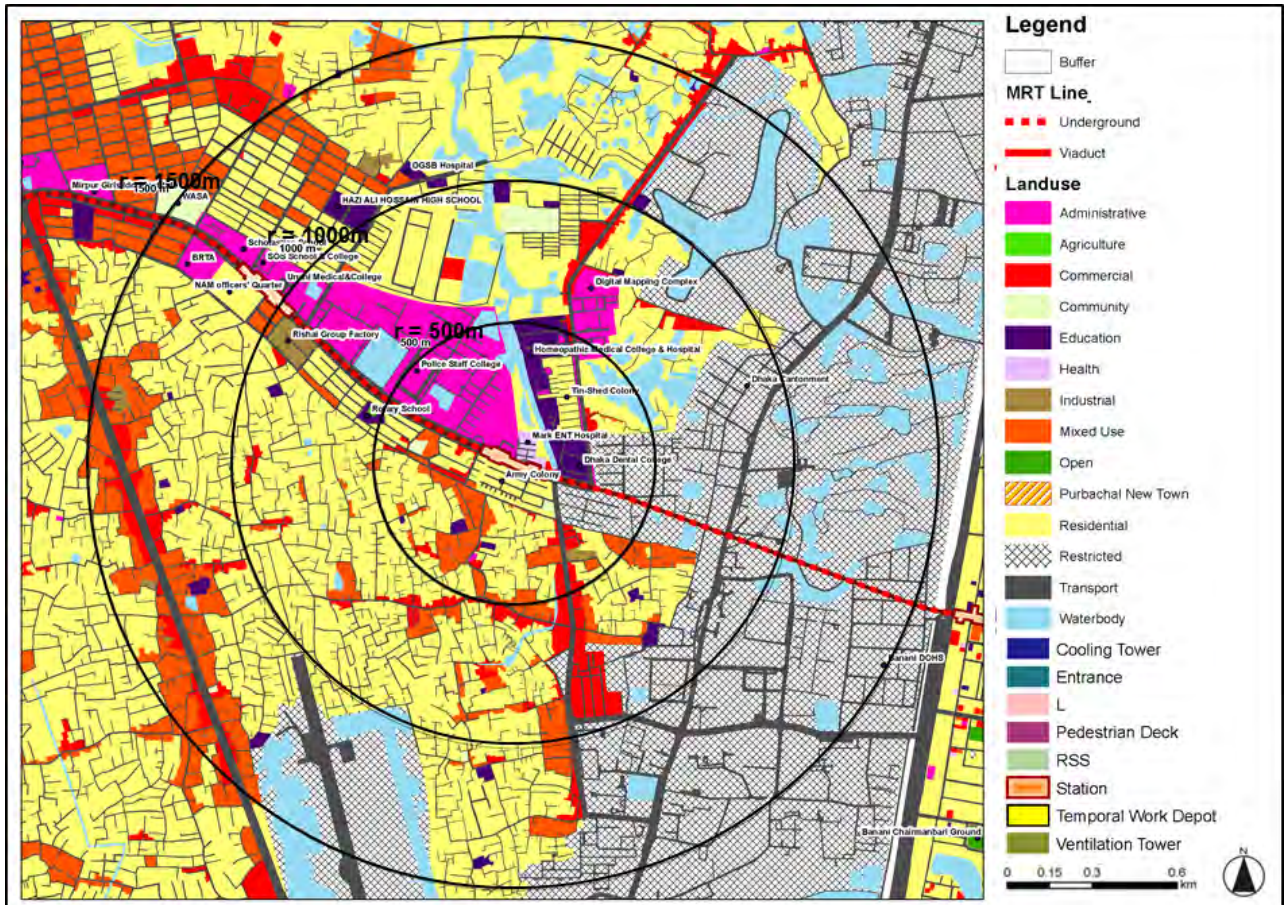 Legend
Buffer
MRT Line
Underground
Viaduct
Landuse
Administrative
Agriculture
Commercial
Community
Education
Health
Industrial
Mixed Use
Open
Purbachal New Town
Residential
Restricted
Transport
Waterbody
Cooling Tower
Entrance
L
Pedestrian Deck
RSS
Station
Temporal Work Depot
Ventilation Tower
0 0.15 0.3 0.6
km
N
OGSB Hospital
r = 1500m
1500 m
Mirpur Girls
WASA
HAZI ALI HOSSAIN HIGH SCHOOL
r = 1000m
1000 m
SOS School & College
BRTA
Medical&College
NAM officers' Quarter
Digital Mapping Complex
r = 500m
500 m
Rishal Group Factory
Homeopathic Medical College & Hospital
Police Staff College
Dhaka Cantonment
Tin-Shed Colony
Rotary School
Mark ENT Hospital
Dhaka Dental College
Army Colony
Banani DOHS
Banani Chairmanbari Ground